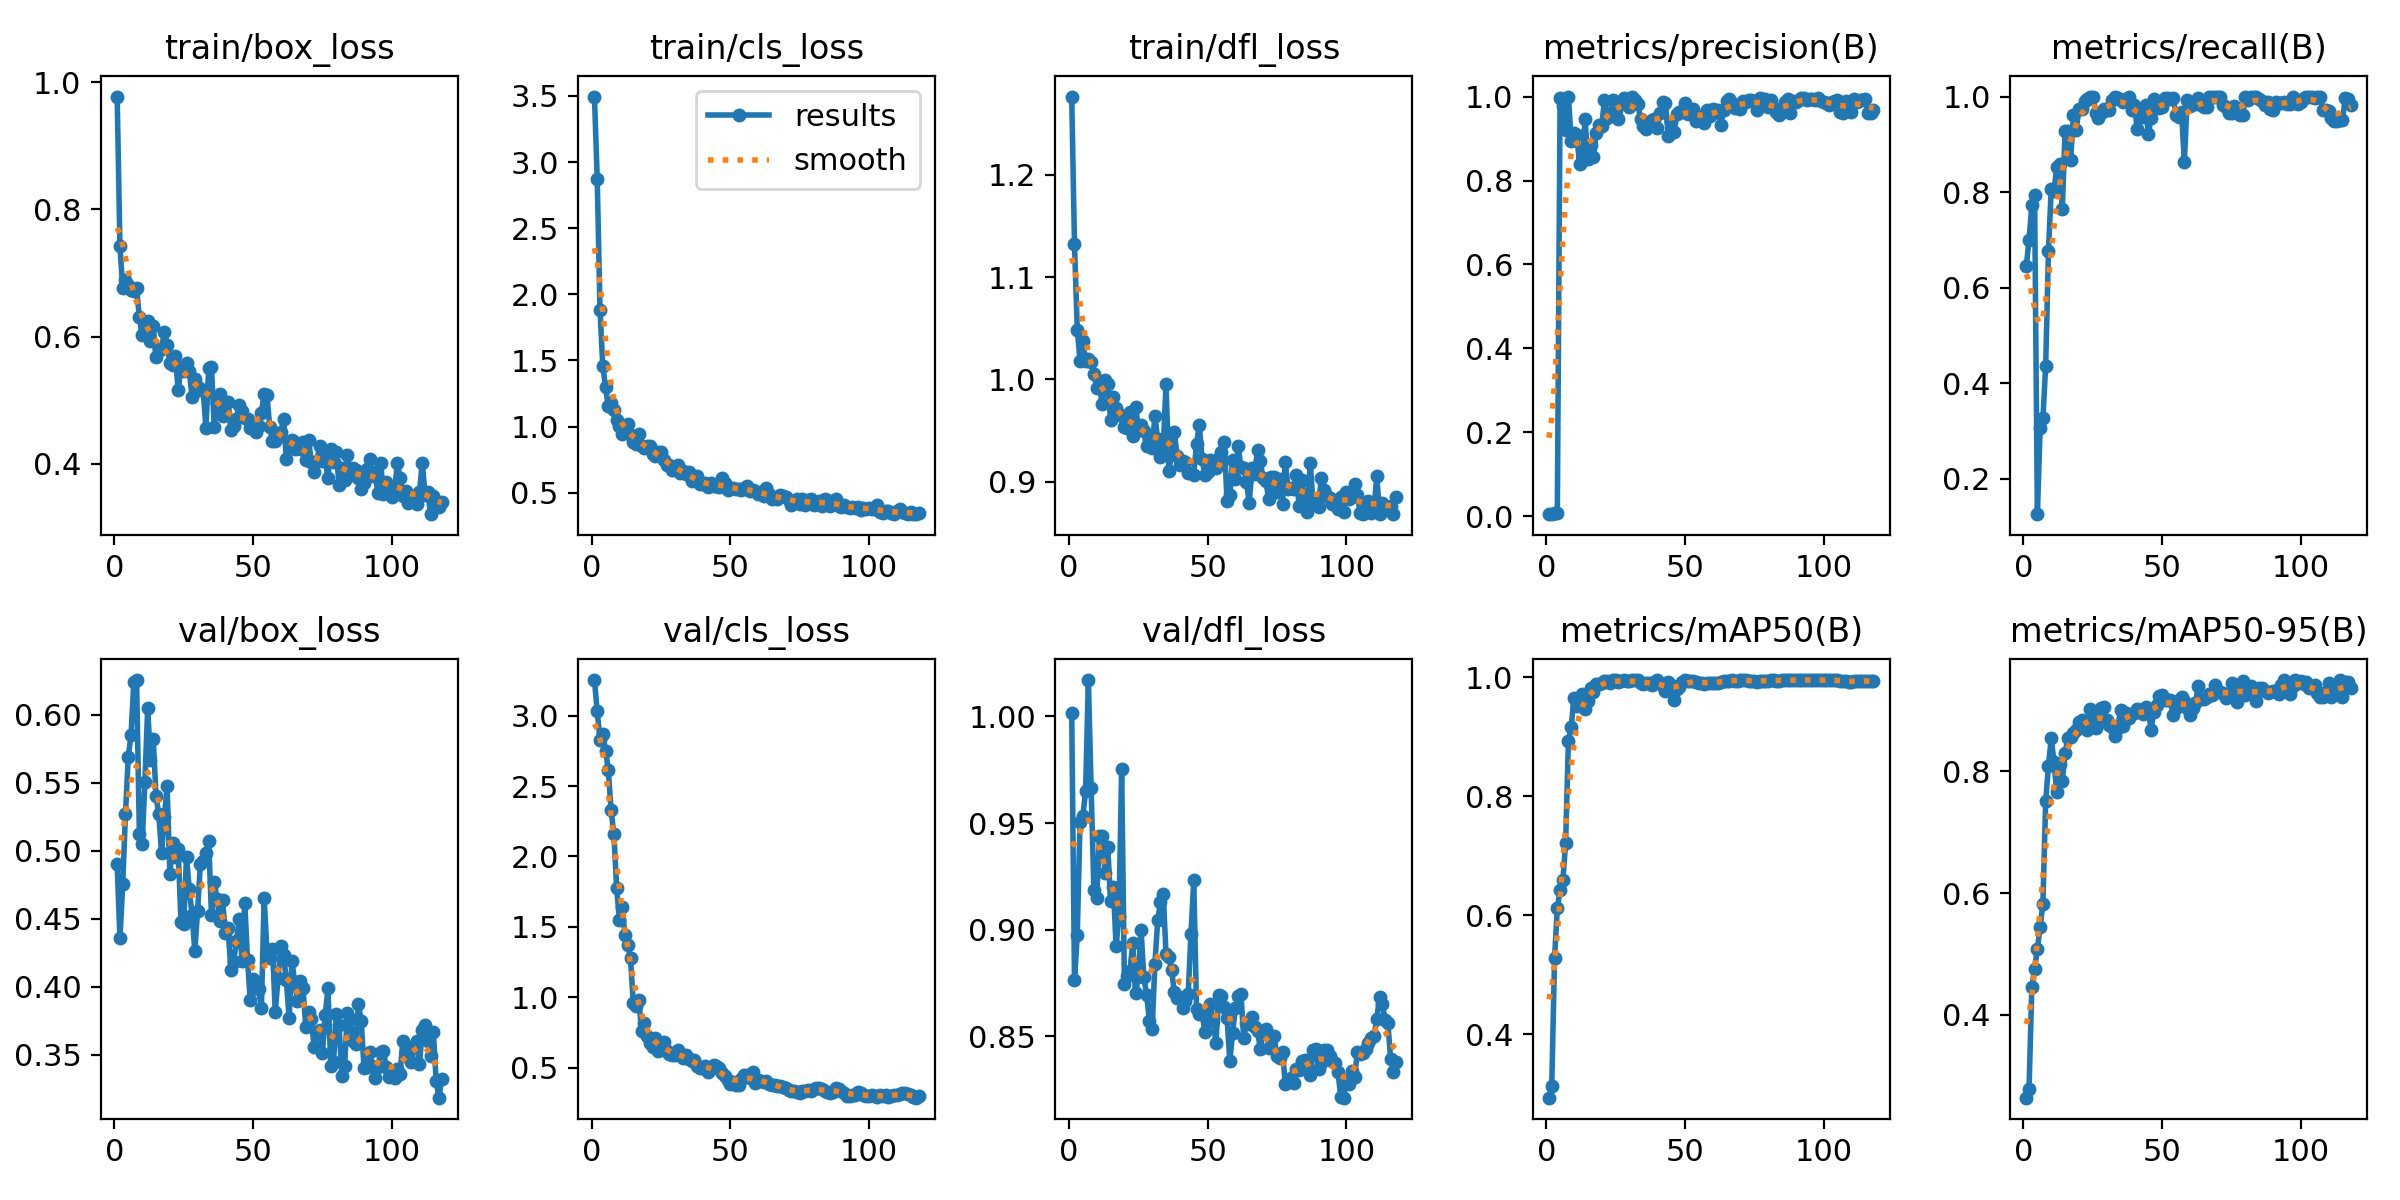 train/box_loss
1.0
0.8
0.6
0.4
0 50 100
train/cls_loss
results
smooth
3.5
3.0
2.5
2.0
1.5
1.0
0.5
0 50 100
train/dfl_loss
1.2
1.1
1.0
0.9
0 50 100
metrics/precision(B)
1.0
0.8
0.6
0.4
0.2
0.0
0 50 100
metrics/recall(B)
1.0
0.8
0.6
0.4
0.2
0 50 100
val/box_loss
0.60
0.55
0.50
0.45
0.40
0.35
0 50 100
val/cls_loss
3.0
2.5
2.0
1.5
1.0
0.5
0 50 100
val/dfl_loss
1.00
0.95
0.90
0.85
0 50 100
metrics/mAP50(B)
1.0
0.8
0.6
0.4
0 50 100
metrics/mAP50-95(B)
0.8
0.6
0.4
0 50 100